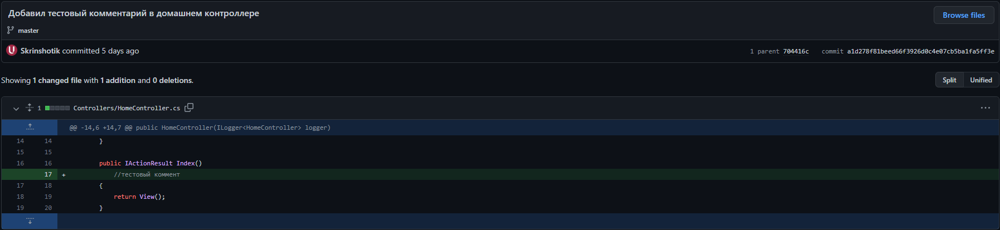 Добавил тестовый комментарий в домашнем контроллере
Browse files
master
Skrinshotik committed 5 days ago
1 parent 704416c commit a1d278f81beed66f3926d0c4e07cb5ba1fa5ff3e
Showing 1 changed file with 1 addition and 0 deletions.
Split Unified
1 Controllers/HomeController.cs
@@ -14,6 +14,7 @@ public HomeController(ILogger<HomeController> logger)
14 14 }
15 15
16 16 public IActionResult Index()
17 + //тестовый коммент
17 18 {
18 19 return View();
19 20 }